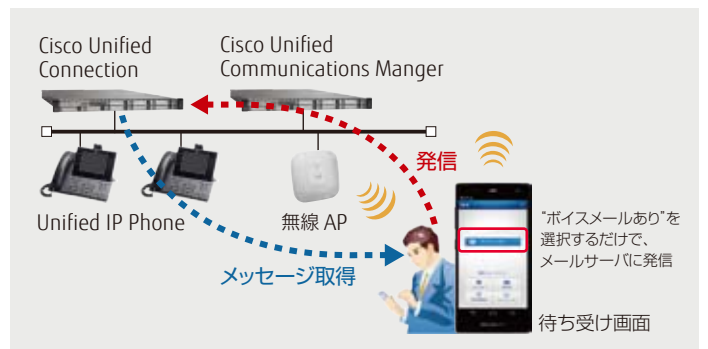 Cisco Unified
Connection
Cisco Unified
Communications Manger
発信
Unified IP Phone
無線 AP
メッセージ取得
“ボイスメールあり”を
選択するだけで、
メールサーバに発信
待ち受け画面